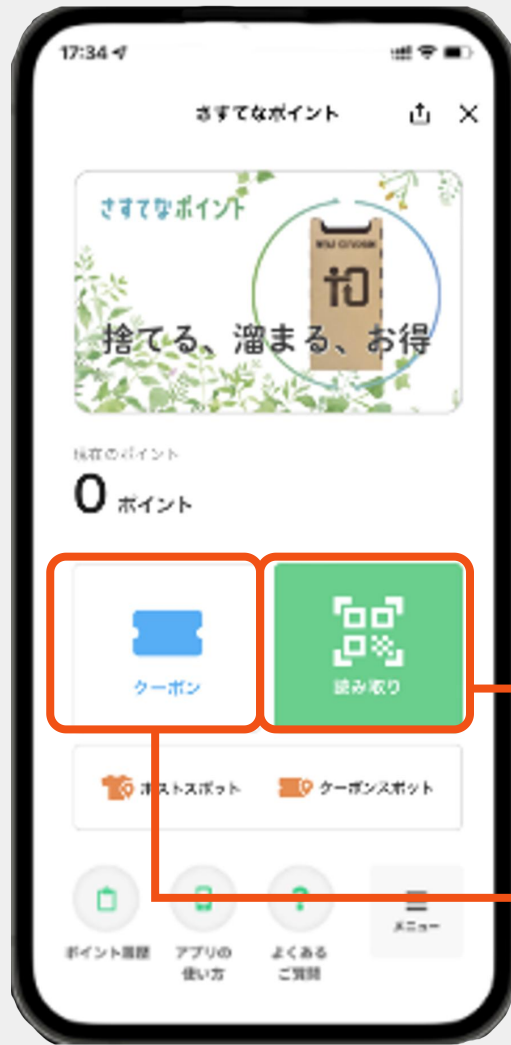 17:34
さすてなポイント
さすてなポイント
捨てる、溜まる、お得
現在のポイント
0 ポイント
クーポン
読み取り
ポストスポット
クーポンスポット
ポイント履歴
アプリの
使い方
よくある
ご質問
メニュー